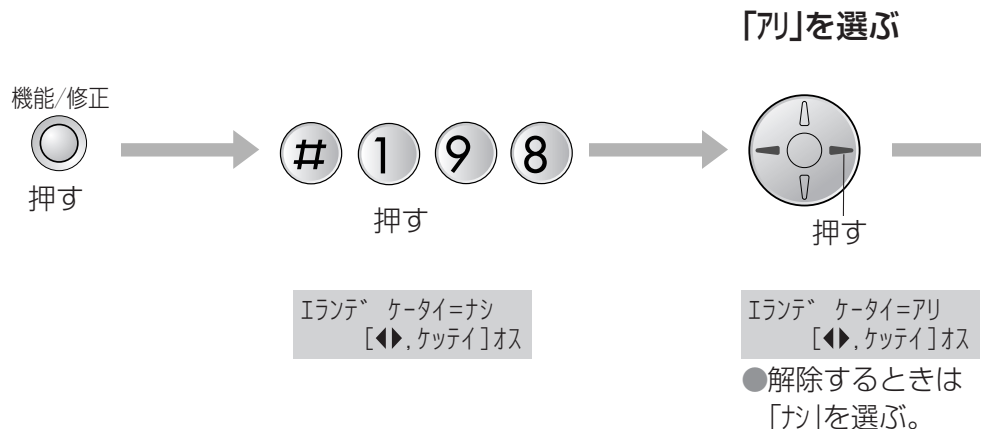 「ｱﾘ」を選ぶ
機能/修正
押す
# 1 9 8
押す
押す
ｴﾗﾝﾃﾞ ｹｰﾀｲ=ﾅｼ
[◀▶,ｹｯﾃｲ]ｵｽ
ｴﾗﾝﾃﾞ ｹｰﾀｲ=ｱﾘ
[◀▶,ｹｯﾃｲ]ｵｽ
●解除するときは
「ﾅｼ」を選ぶ。